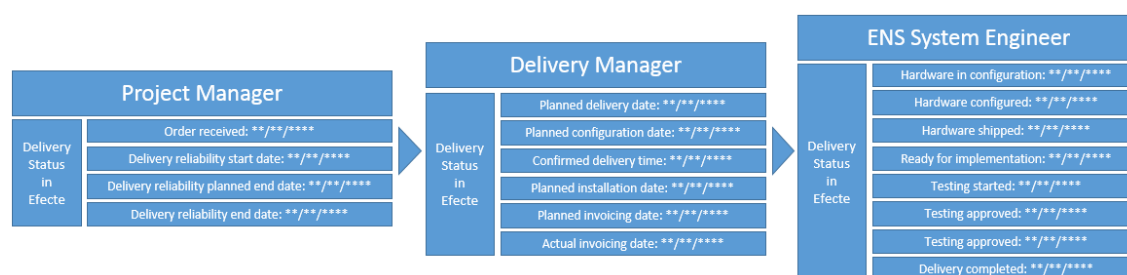 Project Manager
Delivery
Status
in
Efecte
Order received: **/**/****
Delivery reliability start date: **/**/****
Delivery reliability planned end date: **/**/****
Delivery reliability end date: **/**/****
Delivery Manager
Delivery
Status
in
Efecte
Planned delivery date: **/**/****
Planned configuration date: **/**/****
Confirmed delivery time: **/**/****
Planned installation date: **/**/****
Planned invoicing date: **/**/****
Actual invoicing date: **/**/****
ENS System Engineer
Delivery
Status
in
Efecte
Hardware in configuration: **/**/****
Hardware configured: **/**/****
Hardware shipped: **/**/****
Ready for implementation: **/**/****
Testing started: **/**/****
Testing approved: **/**/****
Testing approved: **/**/****
Delivery completed: **/**/****